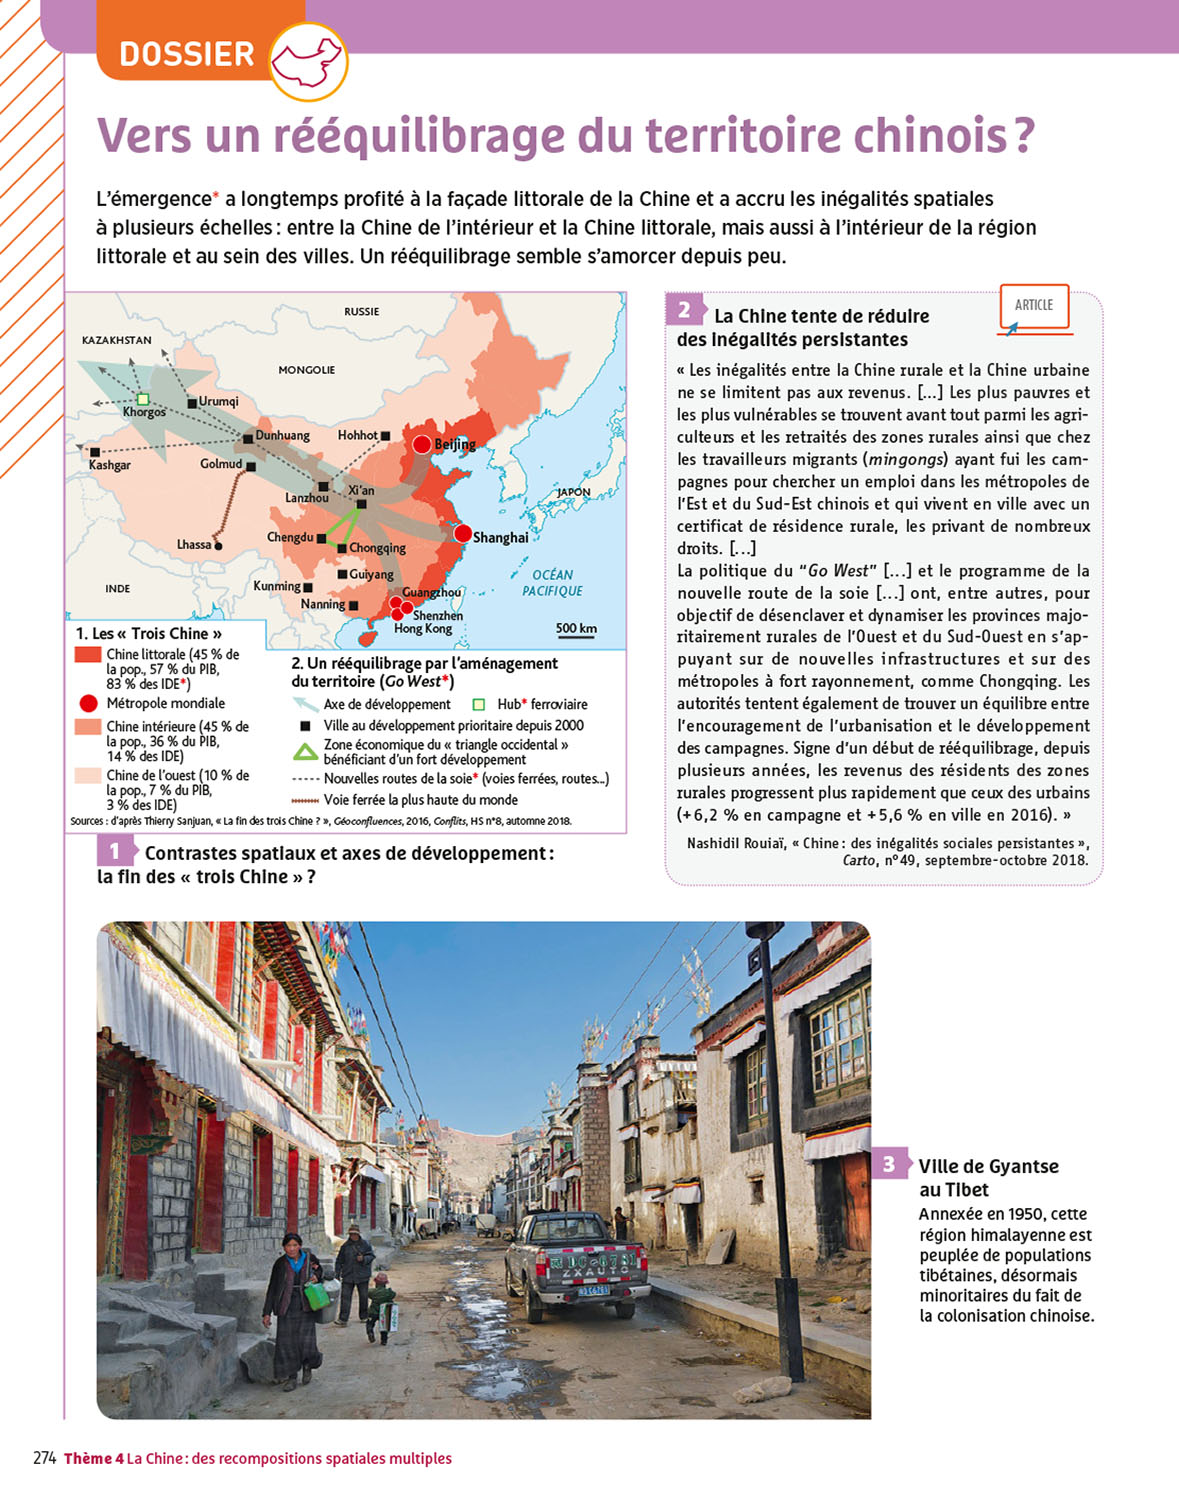 DOSSIER
Vers un rééquilibrage du territoire chinois ?
L’émergence* a longtemps profité à la façade littorale de la Chine et a accru les inégalités spatiales
à plusieurs échelles : entre la Chine de l’intérieur et la Chine littorale, mais aussi à l’intérieur de la région
littorale et au sein des villes. Un rééquilibrage semble s’amorcer depuis peu.
RUSSIE
KAZAKHSTAN
MONGOLIE
Khorgos
Urumqi
Dunhuang
Hohhot
Beijing
Kashgar
Golmud
Lanzhou
Xi’an
JAPON
Lhassa
Chengdu
Chongqing
Shanghai
INDE
Kunming
Guiyang
Guangzhou
OCÉAN
PACIFIQUE
Nanning
Shenzhen
Hong Kong
500 km
1. Les « Trois Chine »
Chine littorale (45 % de
la pop., 57 % du PIB,
83 % des IDE*)
Métropole mondiale
Chine intérieure (45 % de
la pop., 36 % du PIB,
14 % des IDE)
Chine de l’ouest (10 % de
la pop., 7 % du PIB,
3 % des IDE)
2. Un rééquilibrage par l’aménagement
du territoire (Go West*)
Axe de développement
Hub* ferroviaire
Ville au développement prioritaire depuis 2000
Zone économique du « triangle occidental »
bénéficiant d’un fort développement
Nouvelles routes de la soie* (voies ferrées, routes...)
Voie ferrée la plus haute du monde
Sources : d’après Thierry Sanjuan, « La fin des trois Chine ? », Géoconfluences, 2016, Conflits, HS n°8, automne 2018.
1 Contrastes spatiaux et axes de développement :
la fin des « trois Chine » ?
ARTICLE
2 La Chine tente de réduire
des inégalités persistantes
« Les inégalités entre la Chine rurale et la Chine urbaine
ne se limitent pas aux revenus. [...] Les plus pauvres et
les plus vulnérables se trouvent avant tout parmi les agri-
culteurs et les retraités des zones rurales ainsi que chez
les travailleurs migrants (mingongs) ayant fui les cam-
pagnes pour chercher un emploi dans les métropoles de
l’Est et du Sud-Est chinois et qui vivent en ville avec un
certificat de résidence rurale, les privant de nombreux
droits. [...]
La politique du “Go West” [...] et le programme de la
nouvelle route de la soie [...] ont, entre autres, pour
objectif de désenclaver et dynamiser les provinces majo-
ritairement rurales de l’Ouest et du Sud-Ouest en s’ap-
puyant sur de nouvelles infrastructures et sur des
métropoles à fort rayonnement, comme Chongqing. Les
autorités tentent également de trouver un équilibre entre
l’encouragement de l’urbanisation et le développement
des campagnes. Signe d’un début de rééquilibrage, depuis
plusieurs années, les revenus des résidents des zones
rurales progressent plus rapidement que ceux des urbains
(+ 6,2 % en campagne et + 5,6 % en ville en 2016). »
Nashidil Rouiaï, « Chine : des inégalités sociales persistantes »,
Carto, n°49, septembre-octobre 2018.
ZXAUTO
3 Ville de Gyantse
au Tibet
Annexée en 1950, cette
région himalayenne est
peuplée de populations
tibétaines, désormais
minoritaires du fait de
la colonisation chinoise.
274 Thème 4 La Chine : des recompositions spatiales multiples